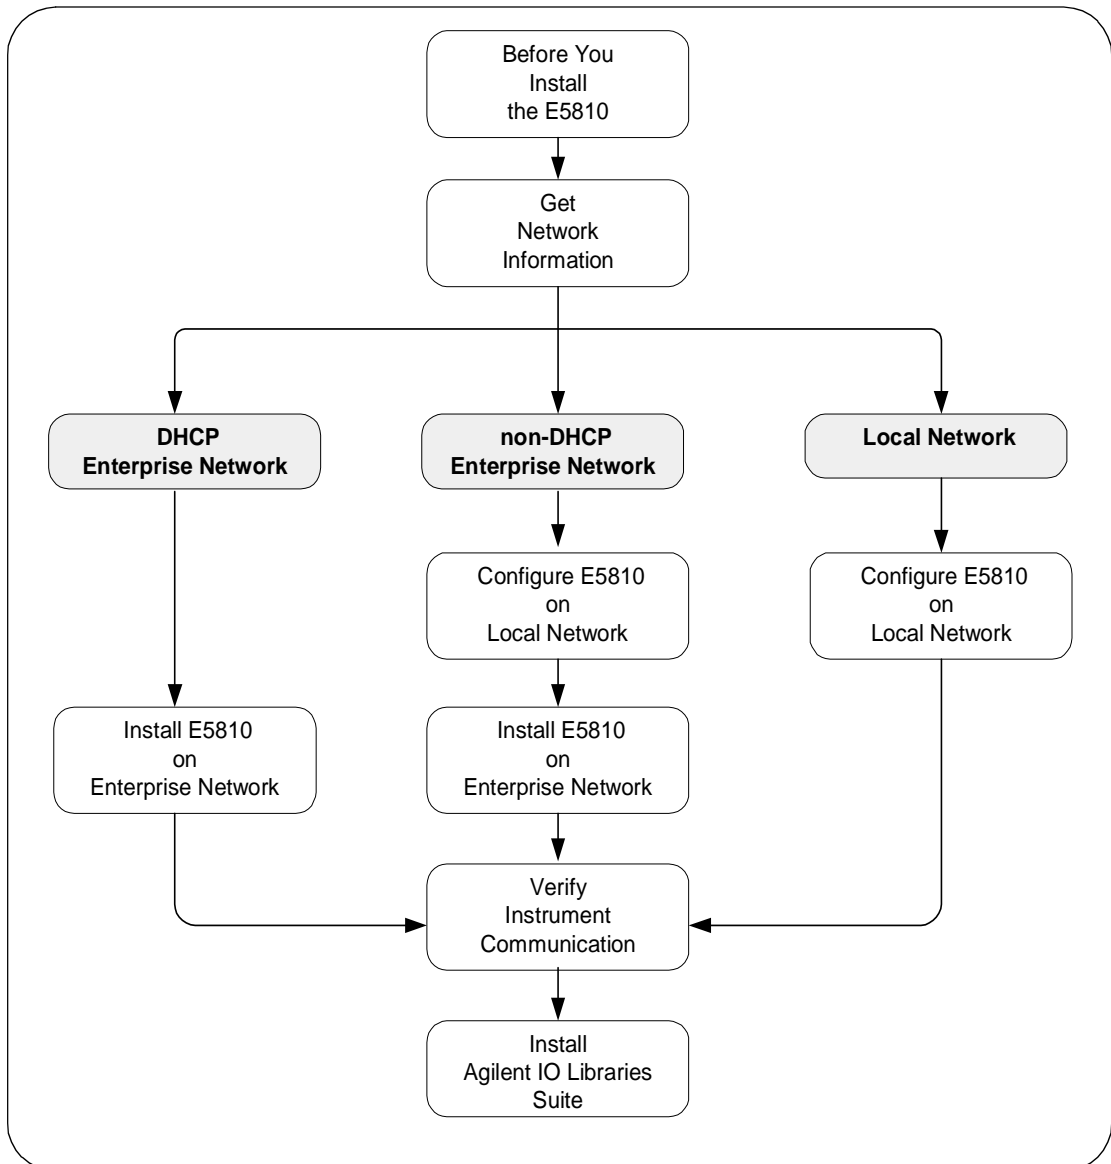 Before You
Install
the E5810
Get
Network
Information
DHCP
Enterprise Network
non-DHCP
Enterprise Network
Local Network
Configure E5810
on
Local Network
Configure E5810
on
Local Network
Install E5810
on
Enterprise Network
Install E5810
on
Enterprise Network
Verify
Instrument
Communication
Install
Agilent IO Libraries
Suite